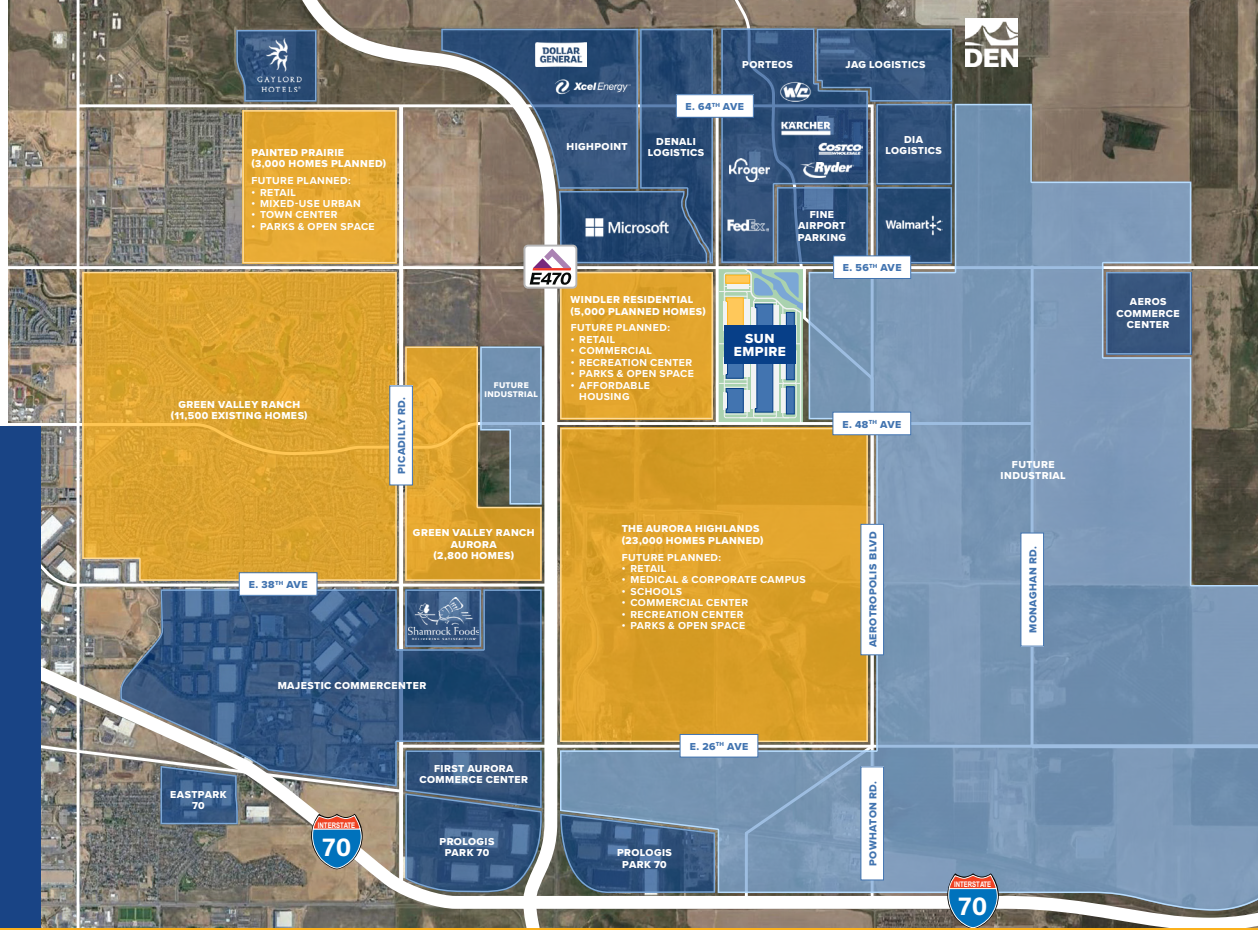 GAYLORD
HOTELS®
DOLLAR
GENERAL
Xcel Energy
PORTEOS
JAG LOGISTICS
DEN
E. 64TH AVE
WC
KÄRCHER
COSTCO
WHOLESALE
Kroger
Ryder
HIGHPOINT
DENALI
LOGISTICS
DIA
LOGISTICS
PAINTED PRAIRIE
(3,000 HOMES PLANNED)
FUTURE PLANNED:
• RETAIL
• MIXED-USE URBAN
• TOWN CENTER
• PARKS & OPEN SPACE
Microsoft
FedEx.
FINE
AIRPORT
PARKING
Walmart
E470
E. 56TH AVE
WINDLER RESIDENTIAL
(5,000 PLANNED HOMES)
FUTURE PLANNED:
• RETAIL
• COMMERCIAL
• RECREATION CENTER
• PARKS & OPEN SPACE
• AFFORDABLE
HOUSING
SUN
EMPIRE
AEROS
COMMERCE
CENTER
GREEN VALLEY RANCH
(11,500 EXISTING HOMES)
PICADILLY RD.
FUTURE
INDUSTRIAL
E. 48TH AVE
FUTURE
INDUSTRIAL
GREEN VALLEY RANCH
AURORA
(2,800 HOMES)
THE AURORA HIGHLANDS
(23,000 HOMES PLANNED)
FUTURE PLANNED:
• RETAIL
• MEDICAL & CORPORATE CAMPUS
• SCHOOLS
• COMMERCIAL CENTER
• RECREATION CENTER
• PARKS & OPEN SPACE
AEROTROPOLIS BLVD
MONAGHAN RD.
E. 38TH AVE
Shamrock Foods
DELIVERING SATISFACTION
MAJESTIC COMMERCENTER
E. 26TH AVE
FIRST AURORA
COMMERCE CENTER
EASTPARK
70
INTERSTATE
70
PROLOGIS
PARK 70
PROLOGIS
PARK 70
POWHATON RD.
INTERSTATE
70